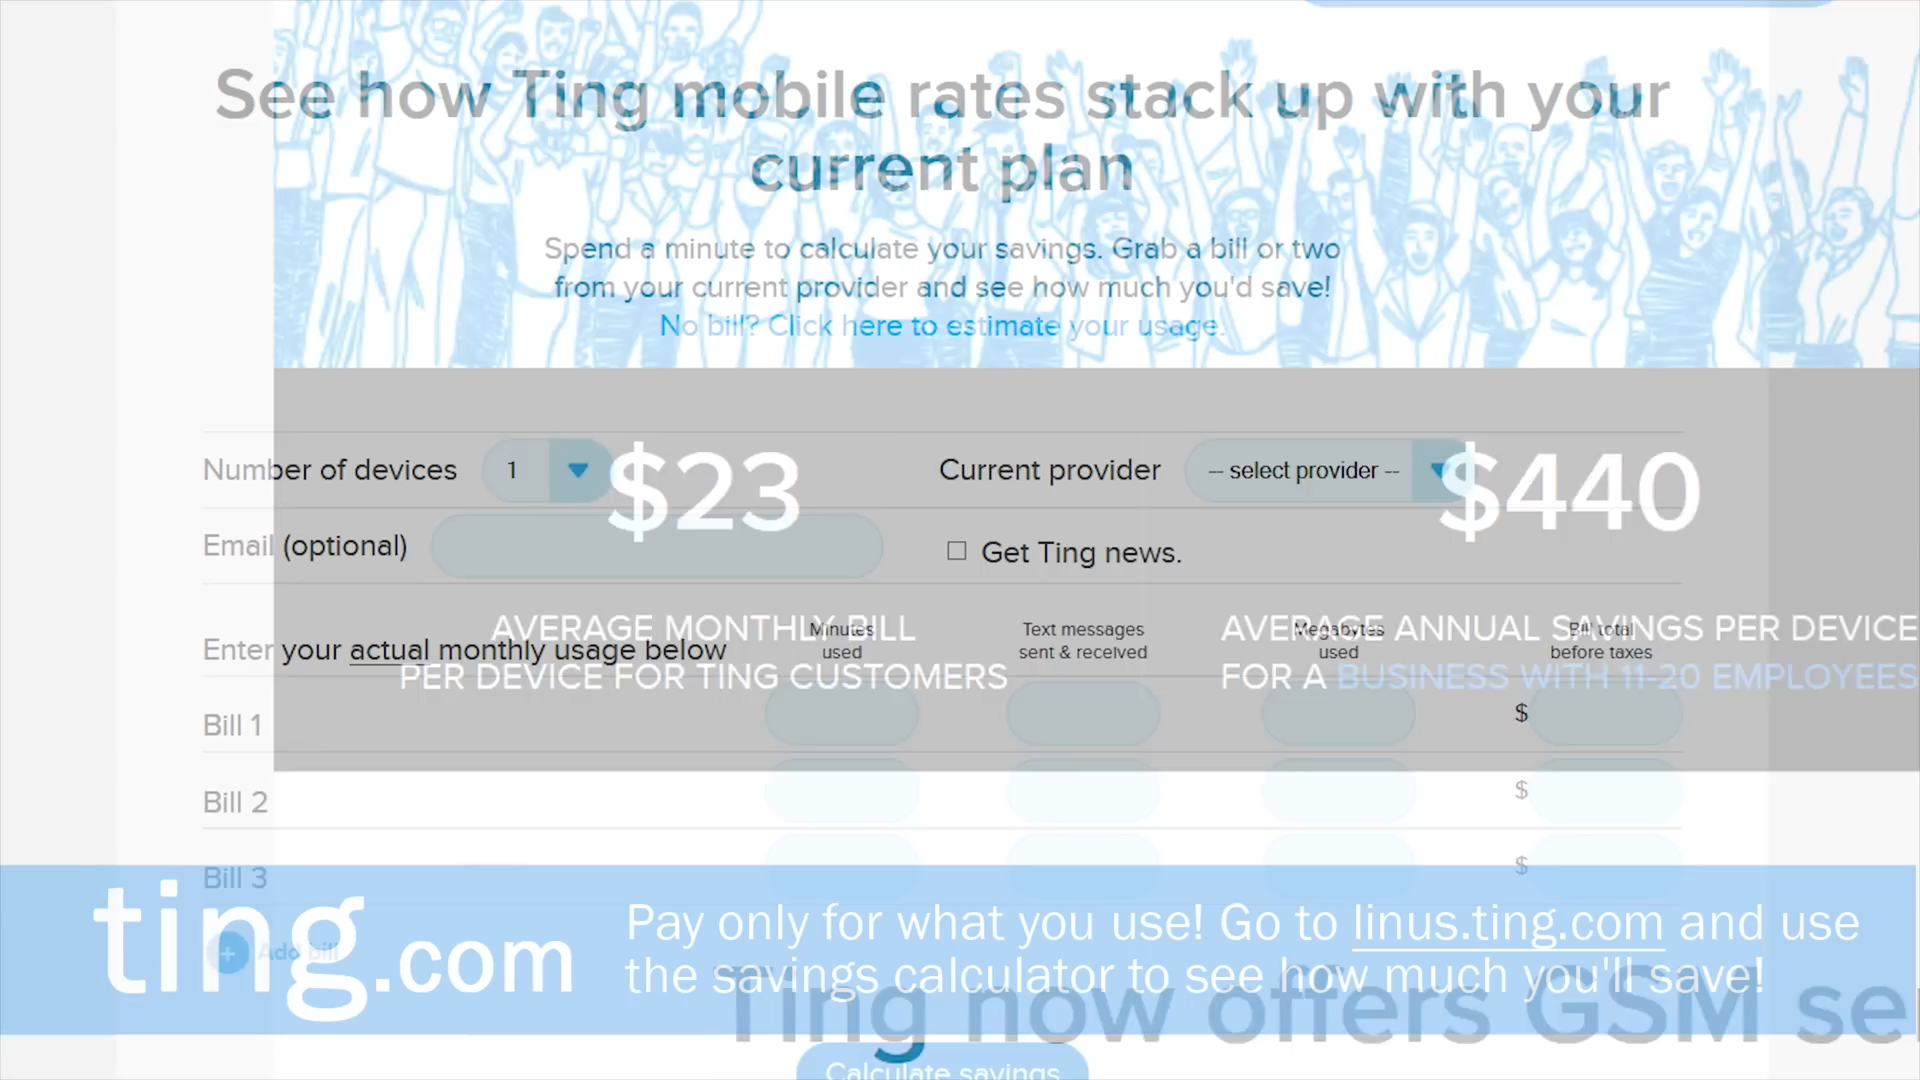 See how Ting mobile rates stack up with your
current plan
Spend a minute to calculate your savings. Grab a bill or two
from your current provider and see how much you'd save!
No bill? Click here to estimate your usage.
Number of devices 1 Current provider -- select provider --
$23 $440
Email (optional) Get Ting news.
AVERAGE MONTHLY BILL
PER DEVICE FOR TING CUSTOMERS
AVERAGE ANNUAL SAVINGS PER DEVICE
FOR A BUSINESS WITH 11-20 EMPLOYEES
Enter your actual monthly usage below
Minutes
used
Text messages
sent & received
Megabytes
used
Bill total
before taxes
Bill 1 $
Bill 2 $
Bill 3 $
Add bill
ting.com
Pay only for what you use! Go to linus.ting.com and use
the savings calculator to see how much you'll save!
Ting now offers GSM se
Calculate savings